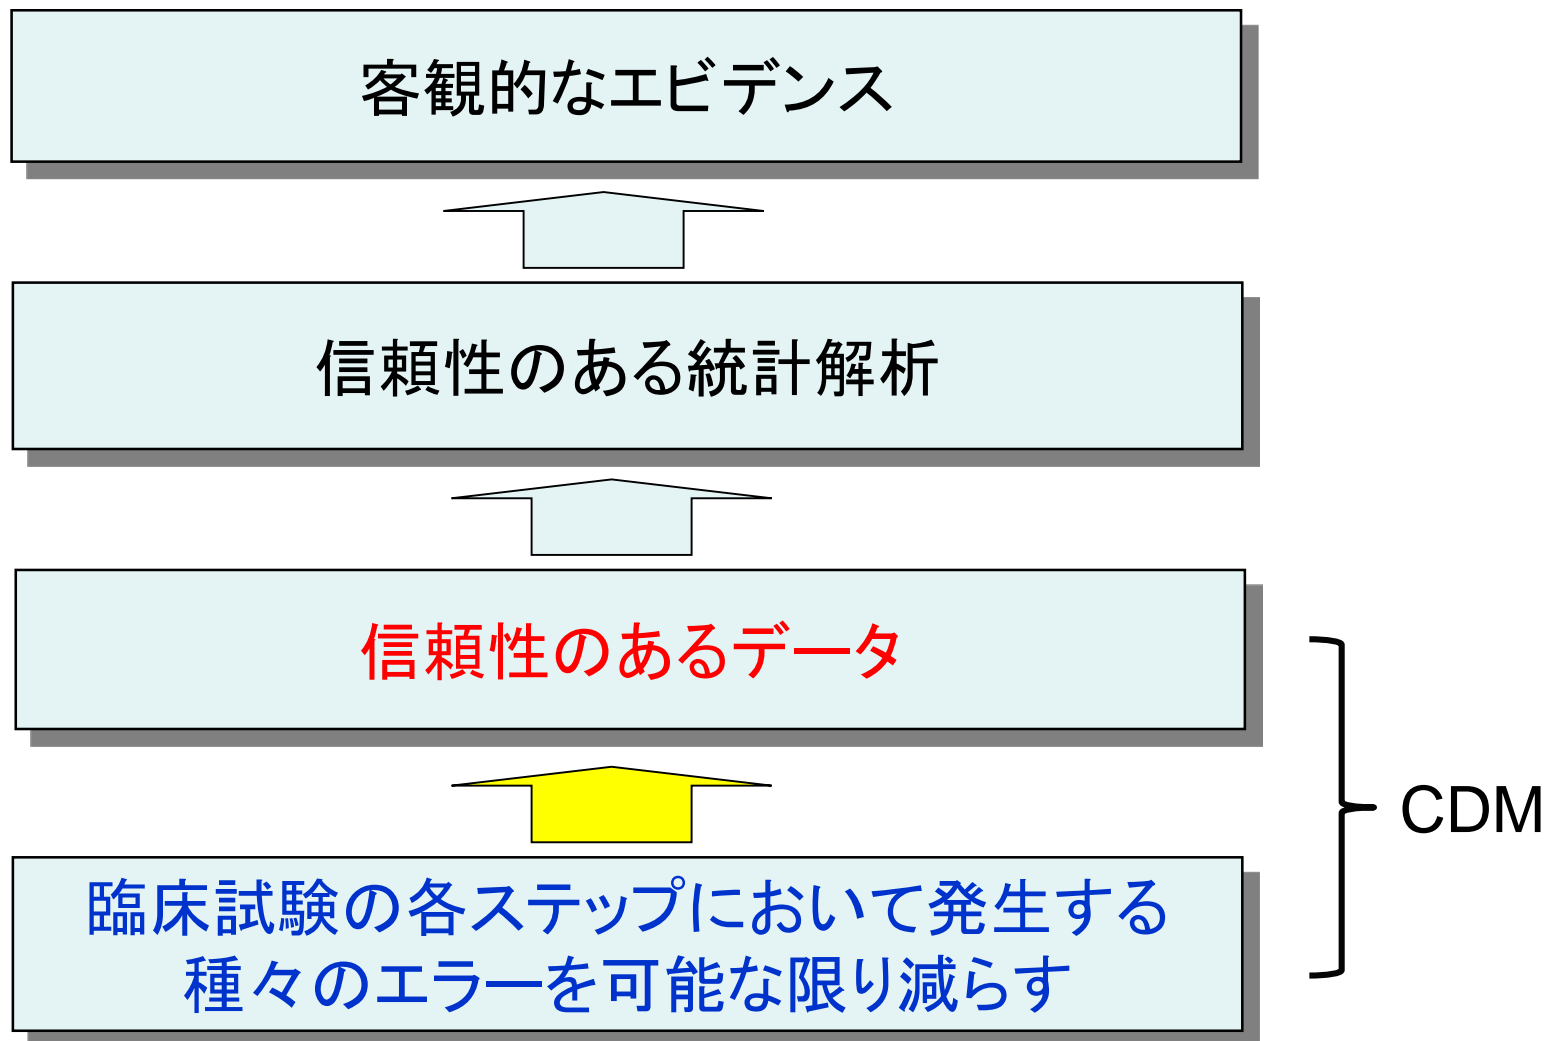 客観的なエビデンス
信頼性のある統計解析
信頼性のあるデータ
CDM
臨床試験の各ステップにおいて発生する
種々のエラーを可能な限り減らす